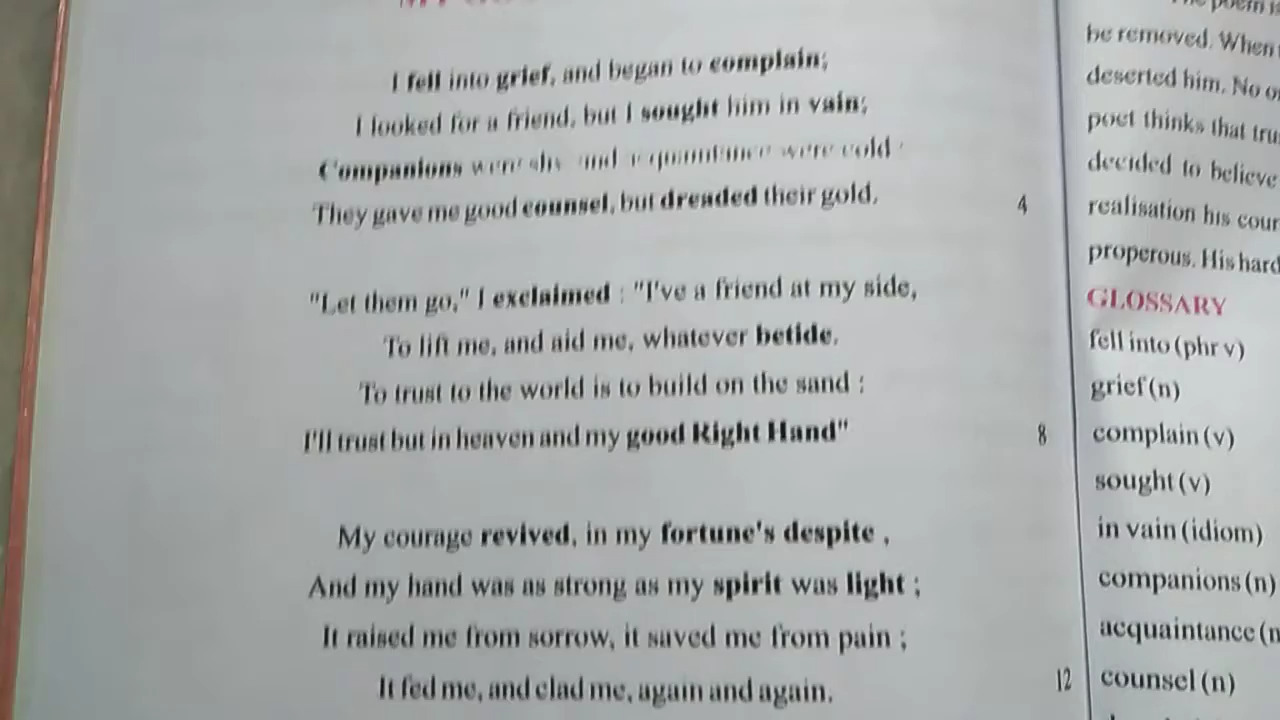 I fell into grief, and began to complain;
I looked for a friend, but I sought him in vain;
Companions were shy and acquaintance were cold
They gave me good counsel, but dreaded their gold.
4
"Let them go," I exclaimed : "I've a friend at my side,
To lift me, and aid me, whatever betide.
To trust to the world is to build on the sand :
I'll trust but in heaven and my good Right Hand"
8
My courage revived, in my fortune's despite ,
And my hand was as strong as my spirit was light ;
It raised me from sorrow, it saved me from pain ;
It fed me, and clad me, again and again.
12
be removed. When
deserted him. No
poet thinks that
decided to believe
realisation his
properous. His hard
GLOSSARY
fell into (phr v)
grief (n)
complain (v)
sought (v)
in vain (idiom)
companions (n)
acquaintance (n
counsel (n)